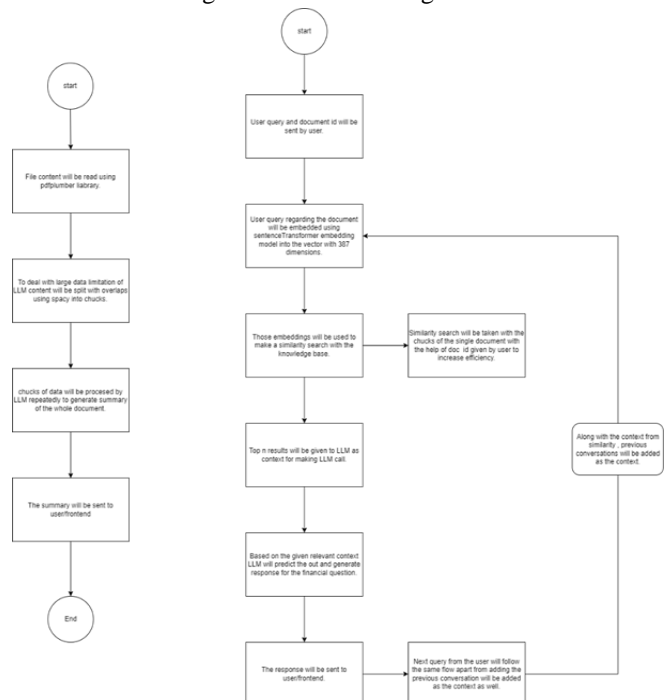 start
File content will be read using
pdfplumber liabrary.
To deal with large data limitation of
LLM content will be split with overlaps
using spacy into chucks.
chucks of data will be procesed by
LLM repeatedly to generate summary
of the whole document.
The summary will be sent to
user/frontend
End
start
User query and document id will be
sent by user.
User query regarding the document
will be embedded using
sentenceTransformer embedding
model into the vector with 387
dimensions.
Those embeddings will be used to
make a similarity search with the
knowledge base.
Similarity search will be taken with the
chucks of the single document with
the help of doc_id given by user to
increase efficiency.
Top n results will be given to LLM as
context for making LLM call.
Based on the given relevant context
LLM will predict the out and generate
response for the financial question.
The response will be sent to
user/frontend.
Next query from the user will follow
the same flow apart from adding the
previous conversation will be added
as the context as well.
Along with the context from
similarity , previous
conversations will be added
as the context.